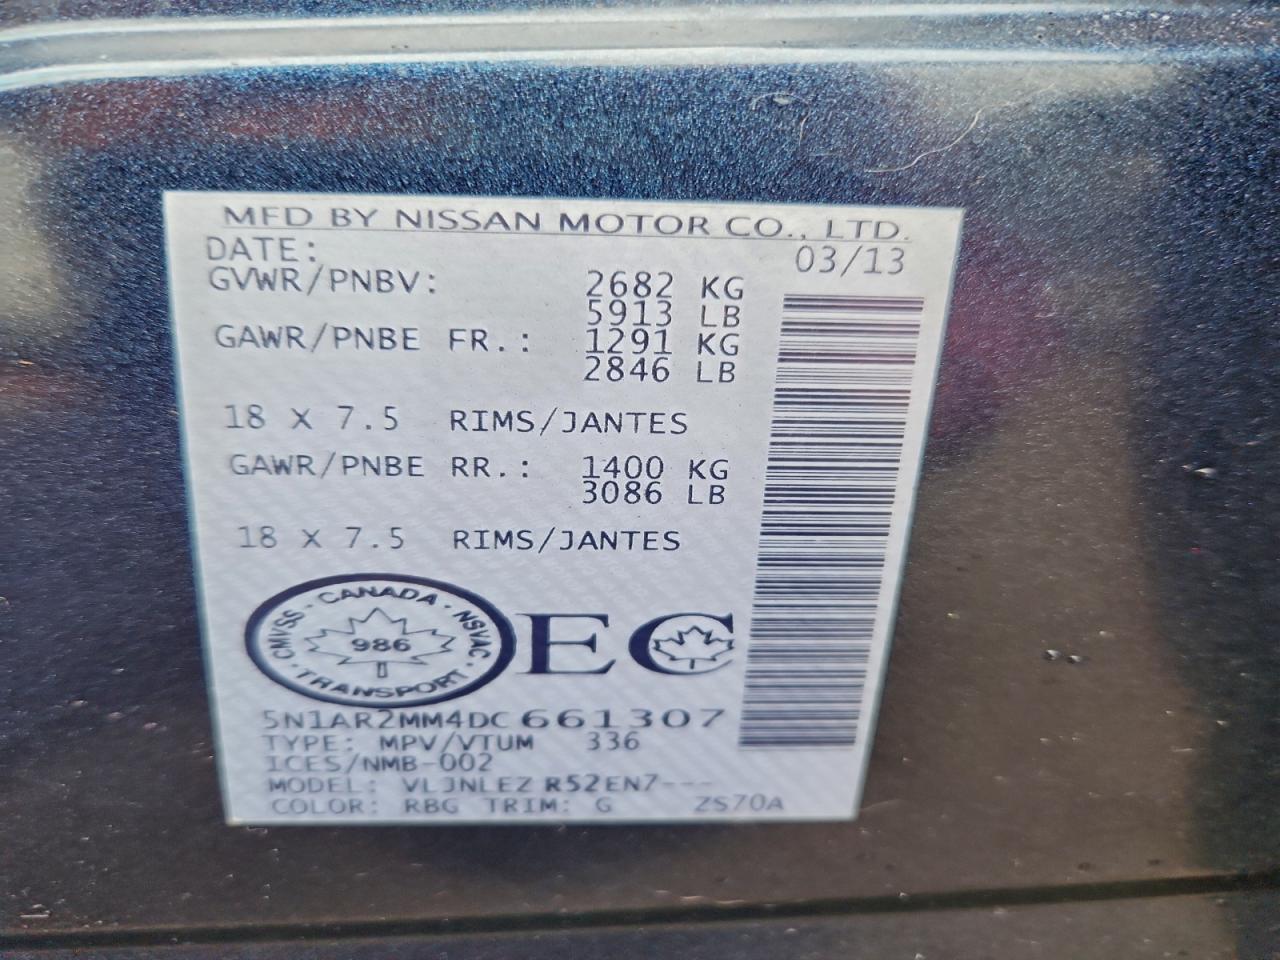 MFD BY NISSAN MOTOR CO., LTD.
DATE: 03/13
GVWR/PNBV: 2682 KG
5913 LB
GAWR/PNBE FR.: 1291 KG
2846 LB
18 X 7.5 RIMS/JANTES
GAWR/PNBE RR.: 1400 KG
3086 LB
18 X 7.5 RIMS/JANTES
CMVSS · CANADA · NSVAC · TRANSPORT ·
986
EC
5N1AR2MM4DC661307
TYPE: MPV/VTUM 336
ICES/NMB-002
MODEL: VLJNLEZ R52EN7---
COLOR: RBG TRIM: G ZS70A